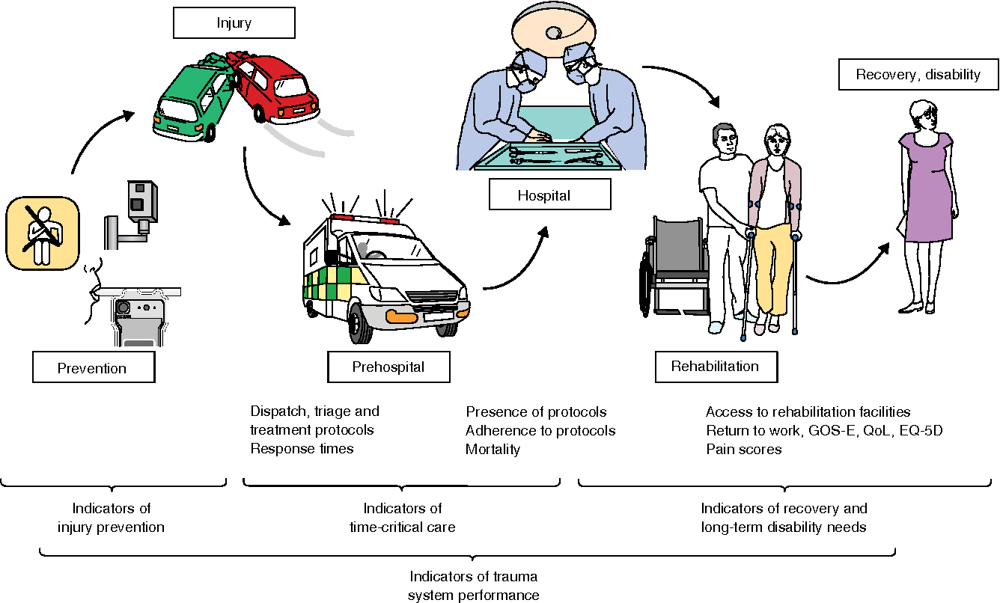 Injury
Recovery, disability
Hospital
Prevention
Prehospital
Rehabilitation
Dispatch, triage and
treatment protocols
Response times
Presence of protocols
Adherence to protocols
Mortality
Access to rehabilitation facilities
Return to work, GOS-E, QoL, EQ-5D
Pain scores
Indicators of
injury prevention
Indicators of
time-critical care
Indicators of recovery and
long-term disability needs
Indicators of trauma
system performance